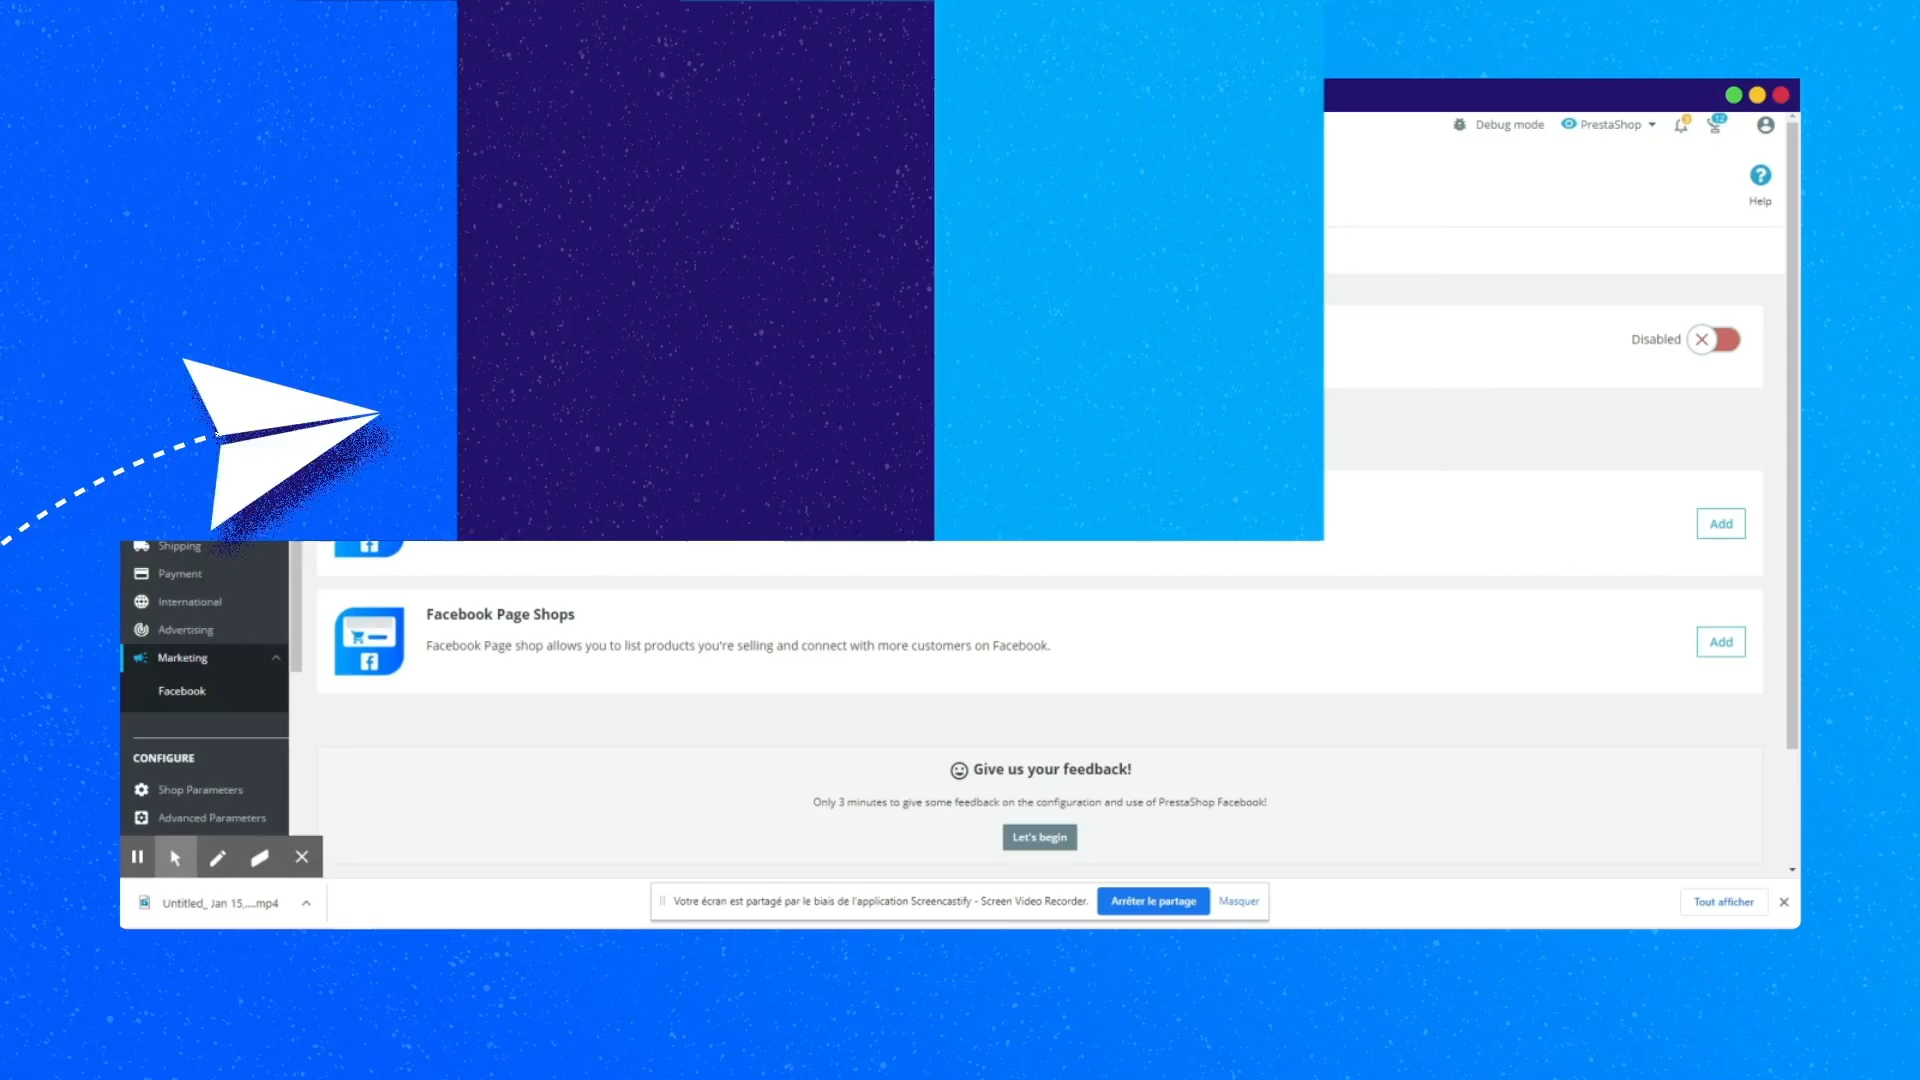 Debug mode
PrestaShop
12
Help
Disabled
Add
Shipping
Payment
International
Advertising
Marketing
Facebook
Facebook Page Shops
Facebook Page shop allows you to list products you're selling and connect with more customers on Facebook.
Add
CONFIGURE
Shop Parameters
Advanced Parameters
Give us your feedback!
Only 3 minutes to give some feedback on the configuration and use of PrestaShop Facebook!
Let's begin
Untitled_ Jan 15,....mp4
Votre écran est partagé par le biais de l'application Screencastify - Screen Video Recorder.
Arrêter le partage
Masquer
Tout afficher